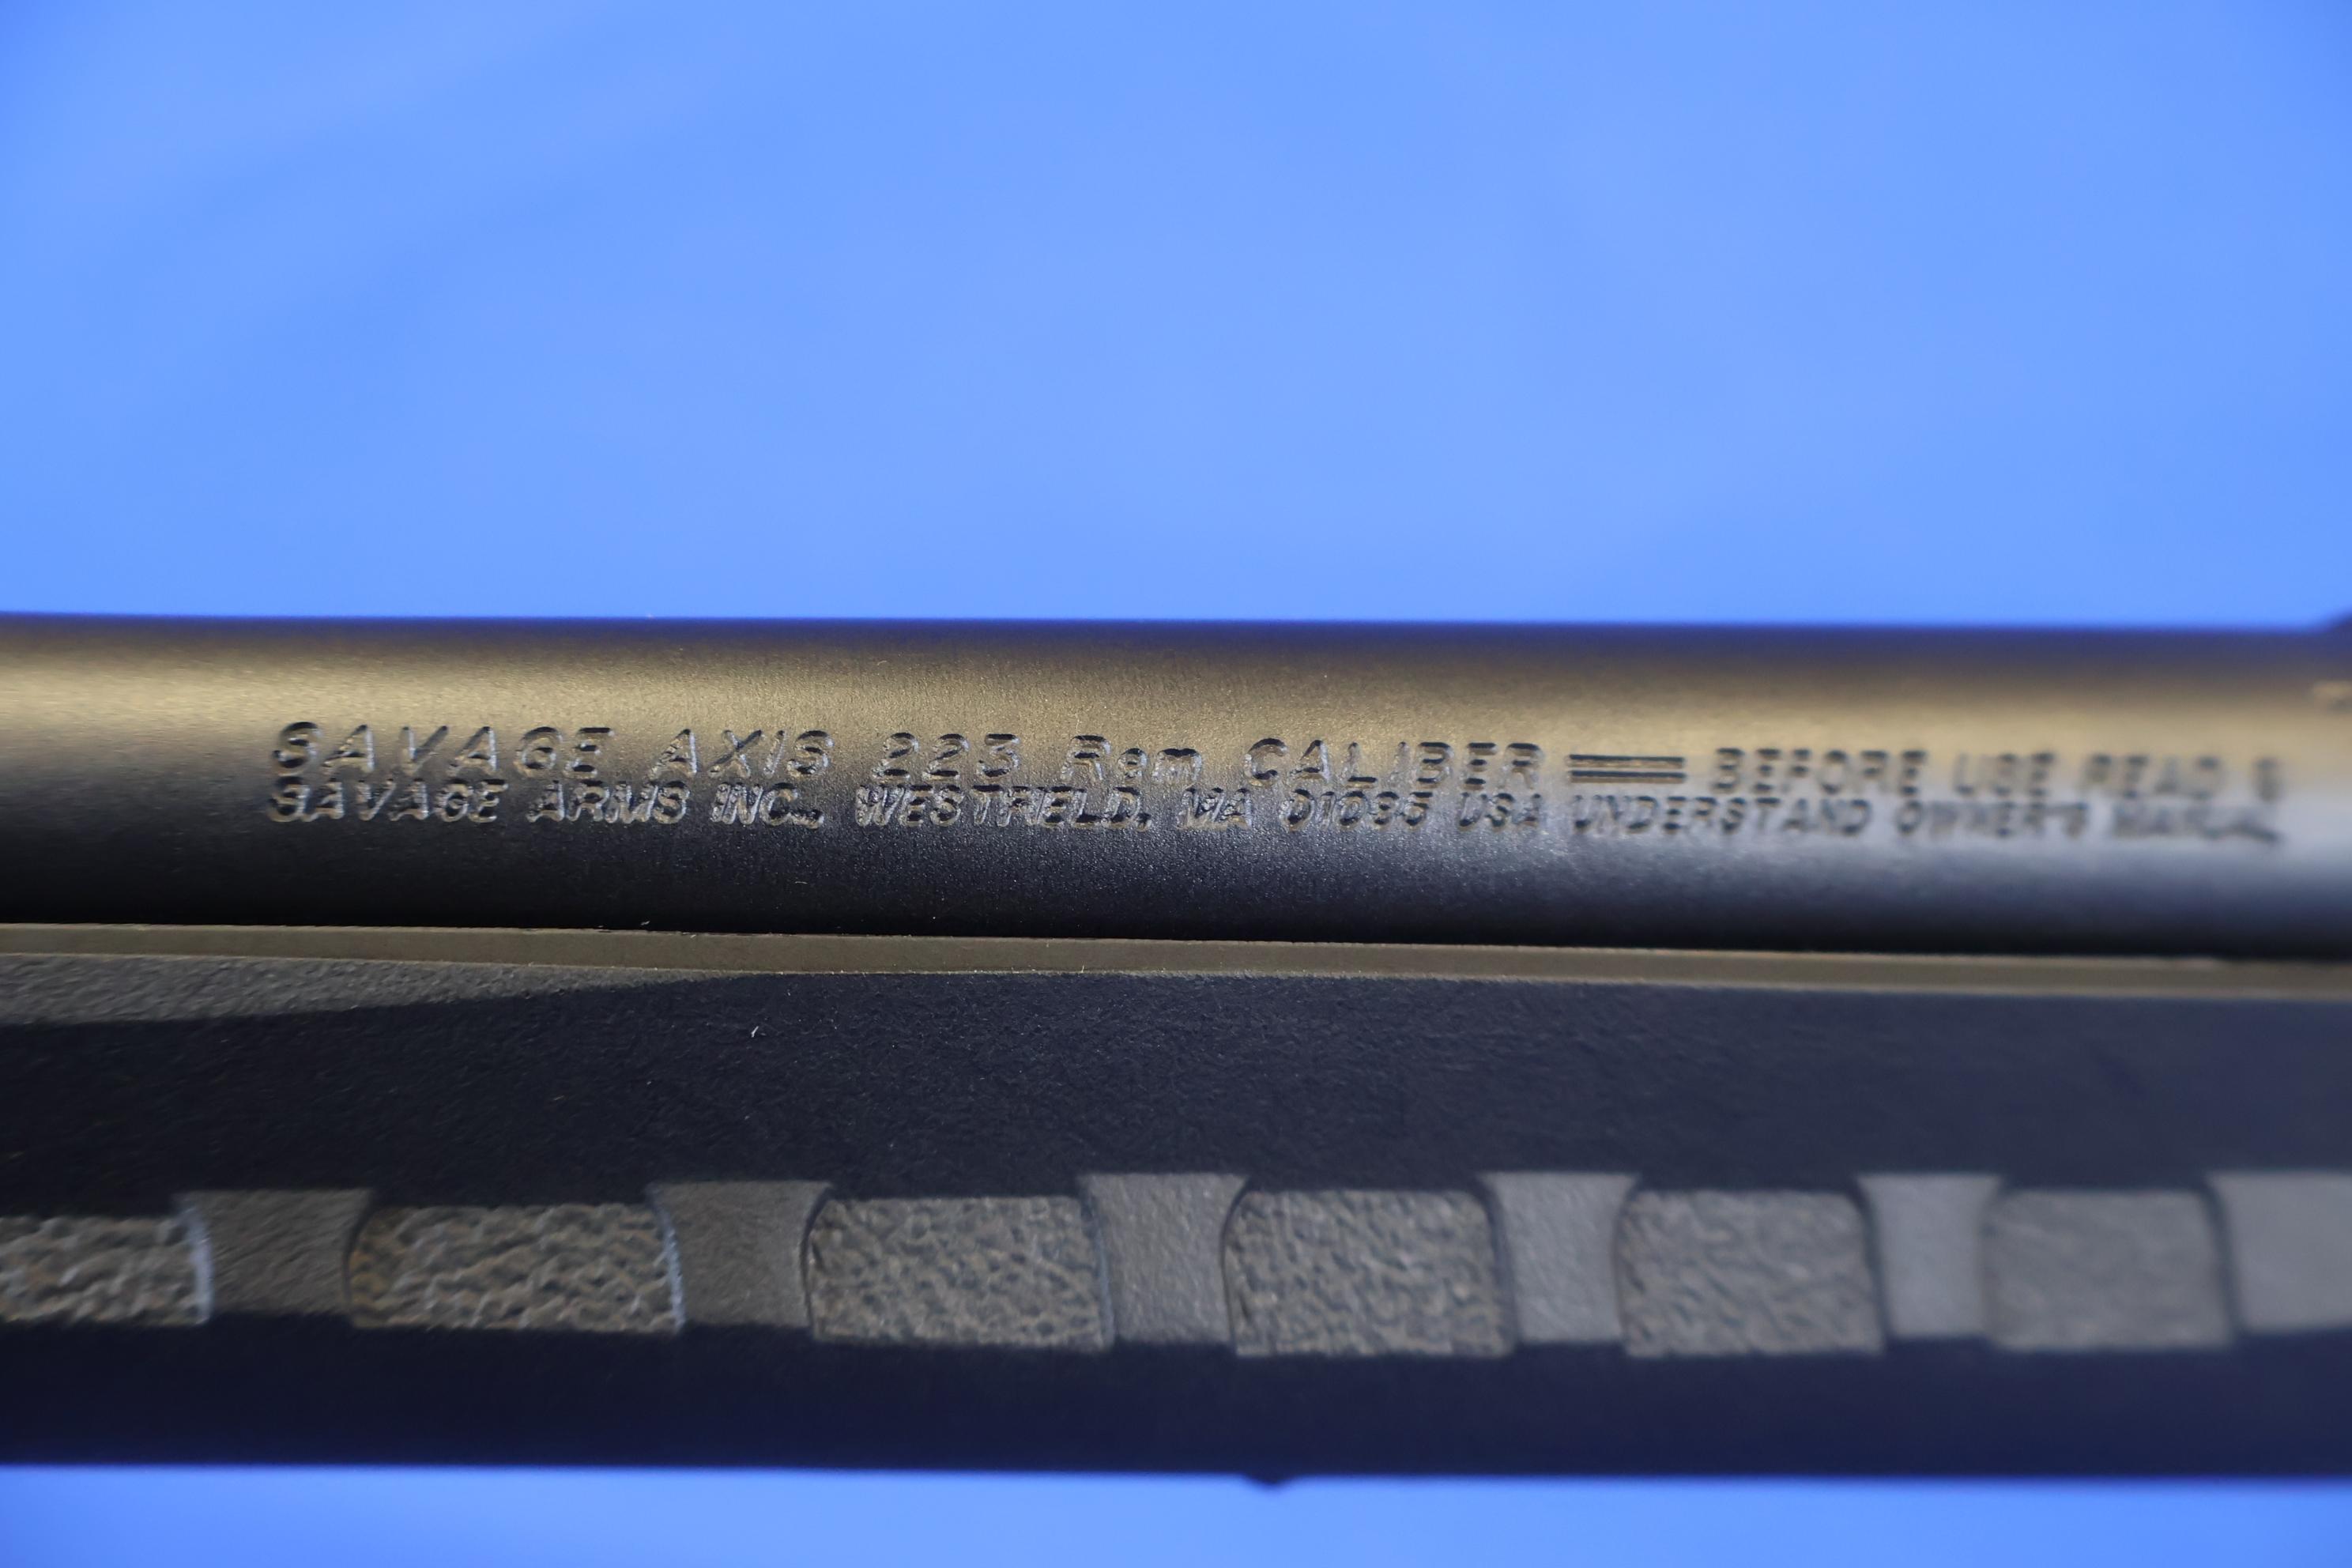 SAVAGE AXIS 223 Rem CALIBER = BEFORE USE READ &
SAVAGE ARMS INC., WESTFIELD, MA 01085 USA UNDERSTAND OWNER'S MANUAL